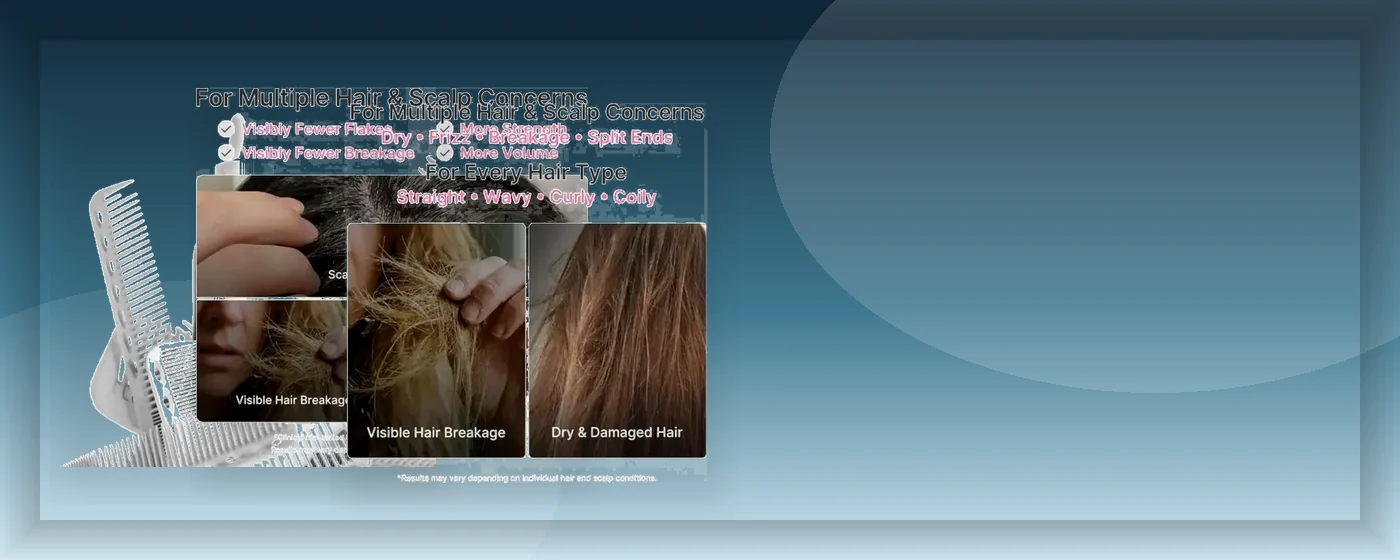 For Multiple Hair & Scalp Concerns
For Multiple Hair & Scalp Concerns
Visibly Fewer Flakes
More Strength
Dry • Frizz • Breakage • Split Ends
Visibly Fewer Breakage
More Volume
For Every Hair Type
Straight • Wavy • Curly • Coily
Sca
Visible Hair Breakage
Visible Hair Breakage
Dry & Damaged Hair
*Results may vary depending on individual hair and scalp conditions.